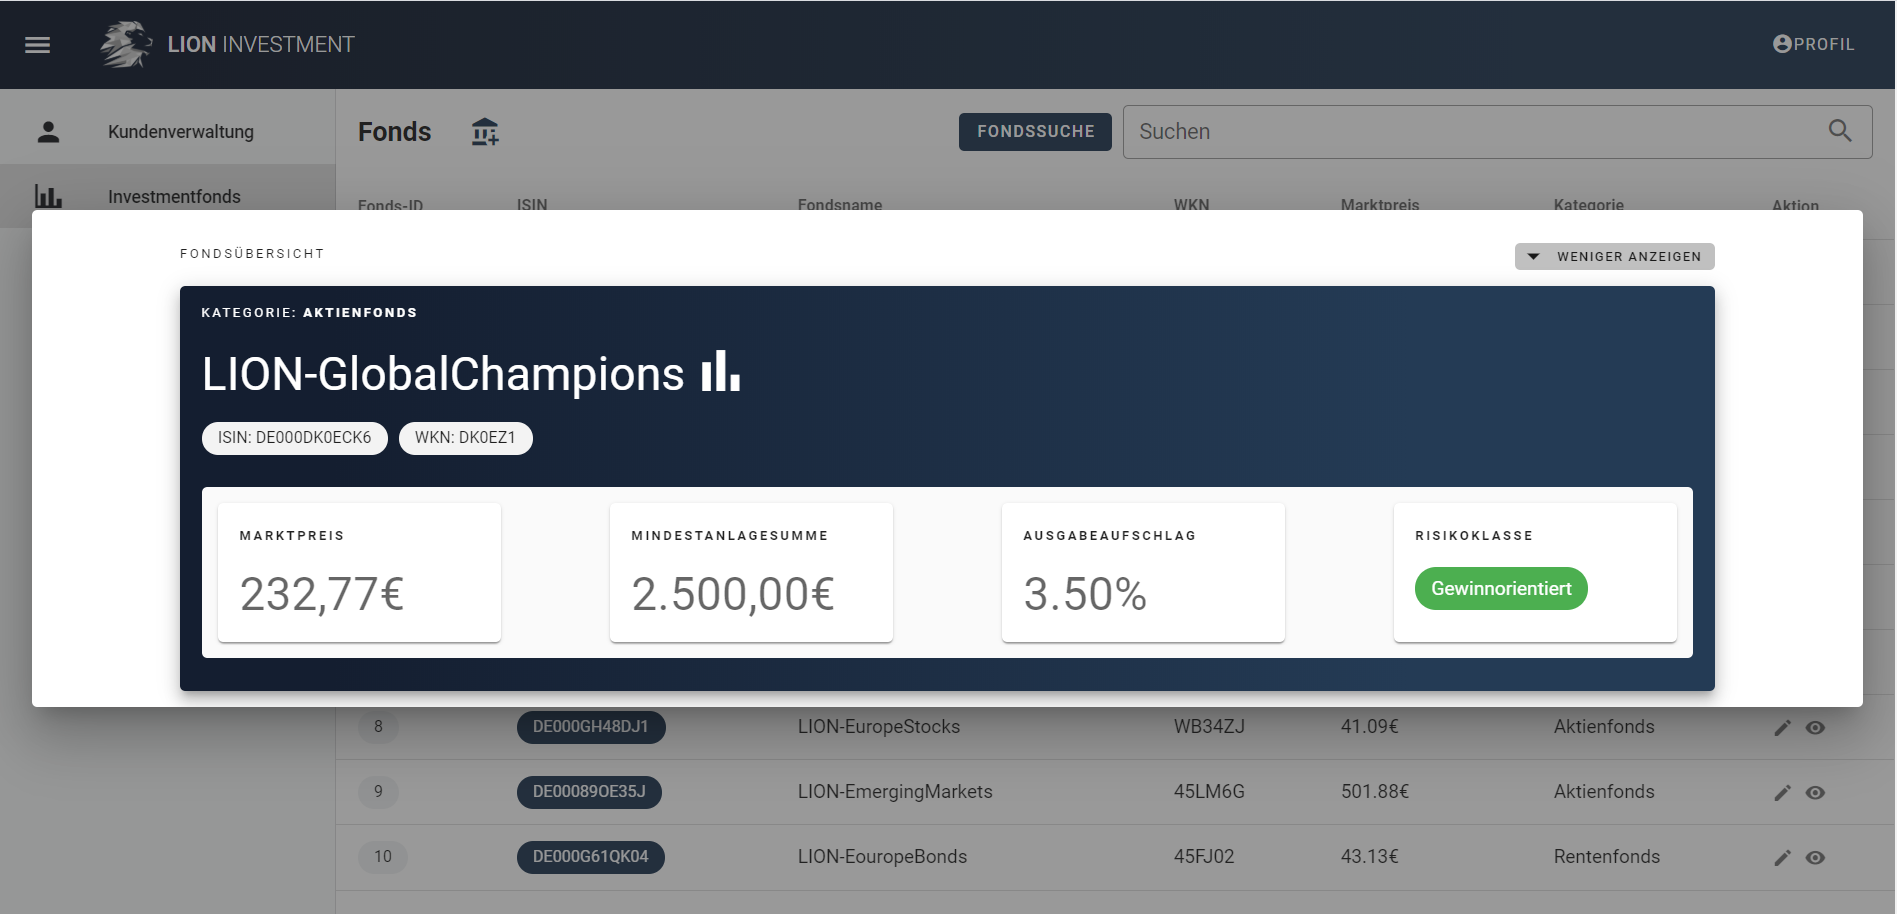 LION INVESTMENT
PROFIL
Kundenverwaltung
Investmentfonds
Fonds
FONDSSUCHE
Suchen
Fonds-ID ISIN Fondsname WKN Marktpreis Kategorie Aktion
FONDSÜBERSICHT
WENIGER ANZEIGEN
KATEGORIE: AKTIENFONDS
LION-GlobalChampions
ISIN: DE000DK0ECK6 WKN: DK0EZ1
MARKTPREIS
232,77€
MINDESTANLAGESUMME
2.500,00€
AUSGABEAUFSCHLAG
3.50%
RISIKOKLASSE
Gewinnorientiert
8 DE000GH48DJ1 LION-EuropeStocks WB34ZJ 41.09€ Aktienfonds
9 DE00089OE35J LION-EmergingMarkets 45LM6G 501.88€ Aktienfonds
10 DE000G61QK04 LION-EouropeBonds 45FJ02 43.13€ Rentenfonds